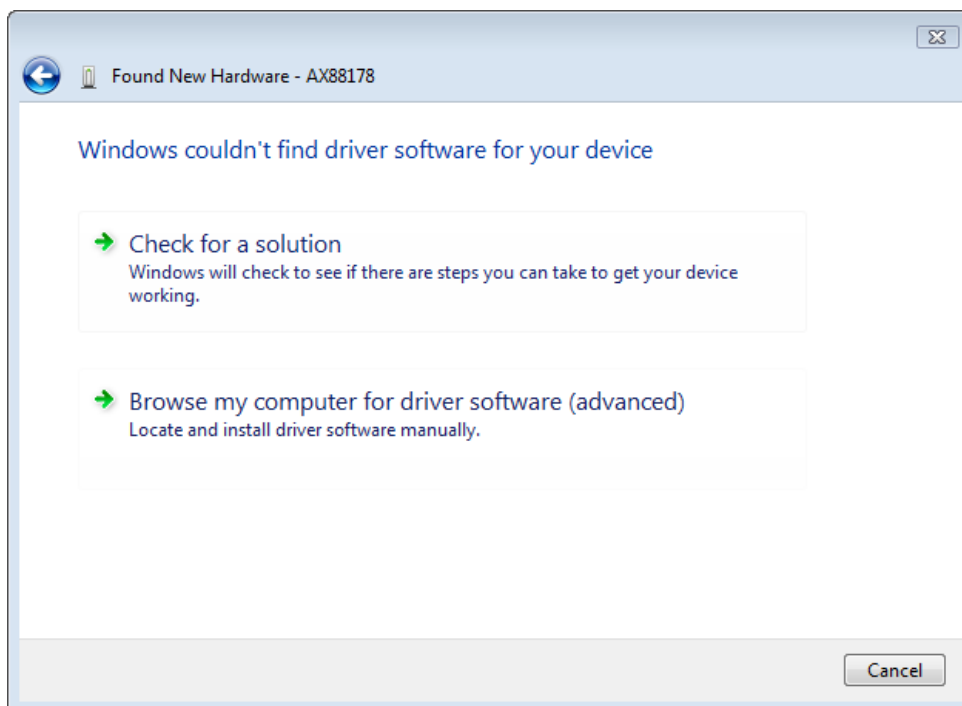 Found New Hardware - AX88178
Windows couldn't find driver software for your device
Check for a solution
Windows will check to see if there are steps you can take to get your device
working.
Browse my computer for driver software (advanced)
Locate and install driver software manually.
Cancel